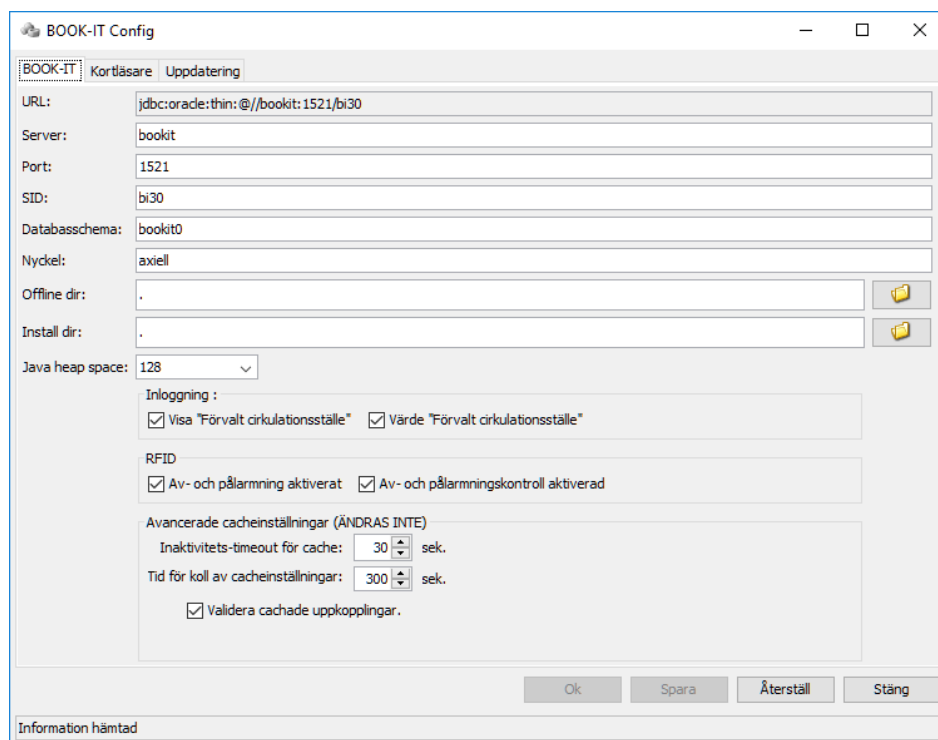 BOOK-IT Config
BOOK-IT Kortläsare Uppdatering
URL: jdbc:oracle:thin:@//bookit:1521/bi30
Server: bookit
Port: 1521
SID: bi30
Databasschema: bookit0
Nyckel: axiell
Offline dir: .
Install dir: .
Java heap space: 128
Inloggning :
Visa "Förvalt cirkulationsställe" Värde "Förvalt cirkulationsställe"
RFID
Av- och pålarmning aktiverat Av- och pålarmningskontroll aktiverad
Avancerade cacheinställningar (ÄNDRAS INTE)
Inaktivitets-timeout för cache: 30 sek.
Tid för koll av cacheinställningar: 300 sek.
Validera cachade uppkopplingar.
Ok Spara Återställ Stäng
Information hämtad